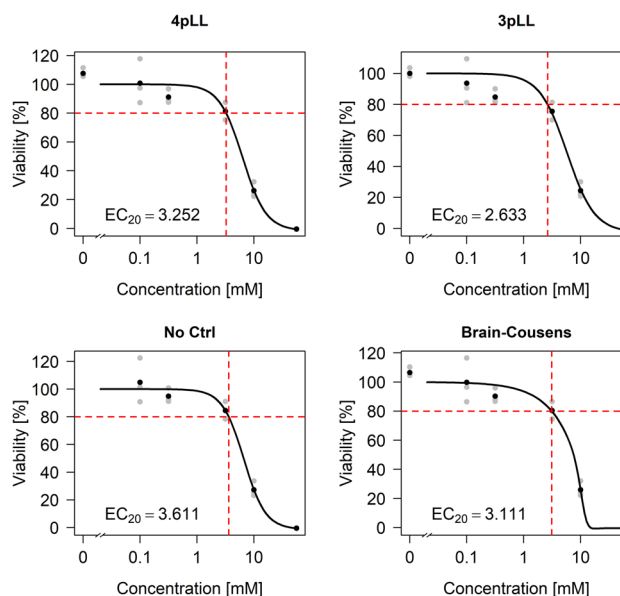 4pLL
Viability [%]
120
100
80
60
40
20
0
EC20 = 3.252
0 0.1 1 10
Concentration [mM]
3pLL
Viability [%]
100
80
60
40
20
0
EC20 = 2.633
0 0.1 1 10
Concentration [mM]
No Ctrl
Viability [%]
120
100
80
60
40
20
0
EC20 = 3.611
0 0.1 1 10
Concentration [mM]
Brain-Cousens
Viability [%]
120
100
80
60
40
20
0
EC20 = 3.111
0 0.1 1 10
Concentration [mM]